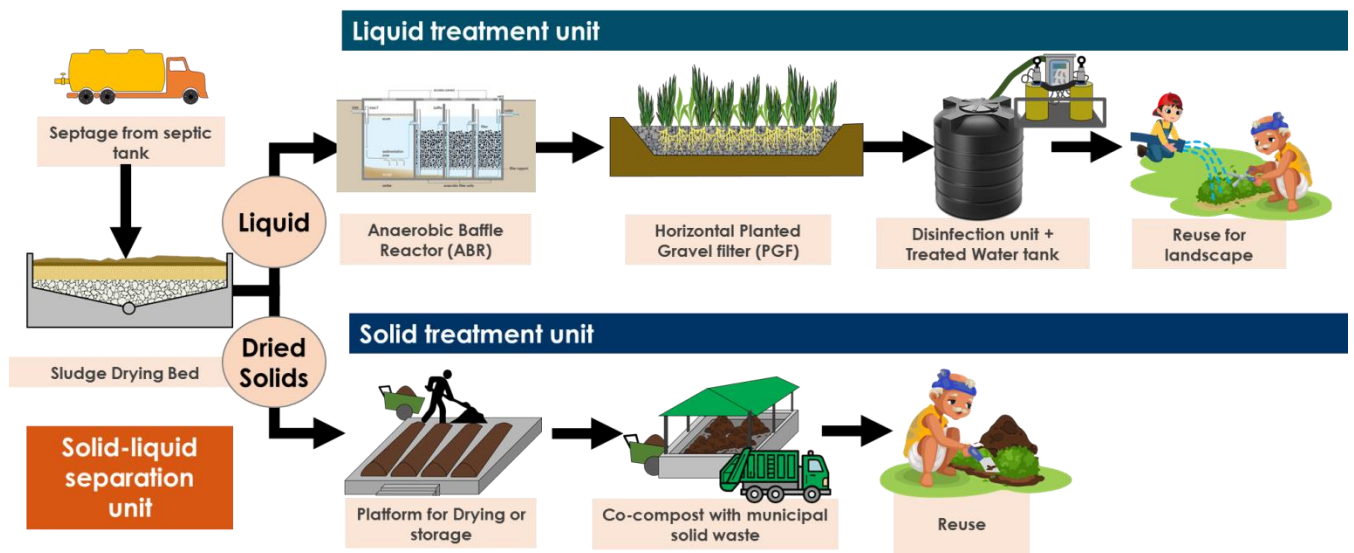 Liquid treatment unit
Septage from septic
tank
Liquid
Anaerobic Baffle
Reactor (ABR)
Horizontal Planted
Gravel filter (PGF)
Disinfection unit +
Treated Water tank
Reuse for
landscape
Sludge Drying Bed
Dried
Solids
Solid treatment unit
Solid-liquid
separation
unit
Platform for Drying or
storage
Co-compost with municipal
solid waste
Reuse